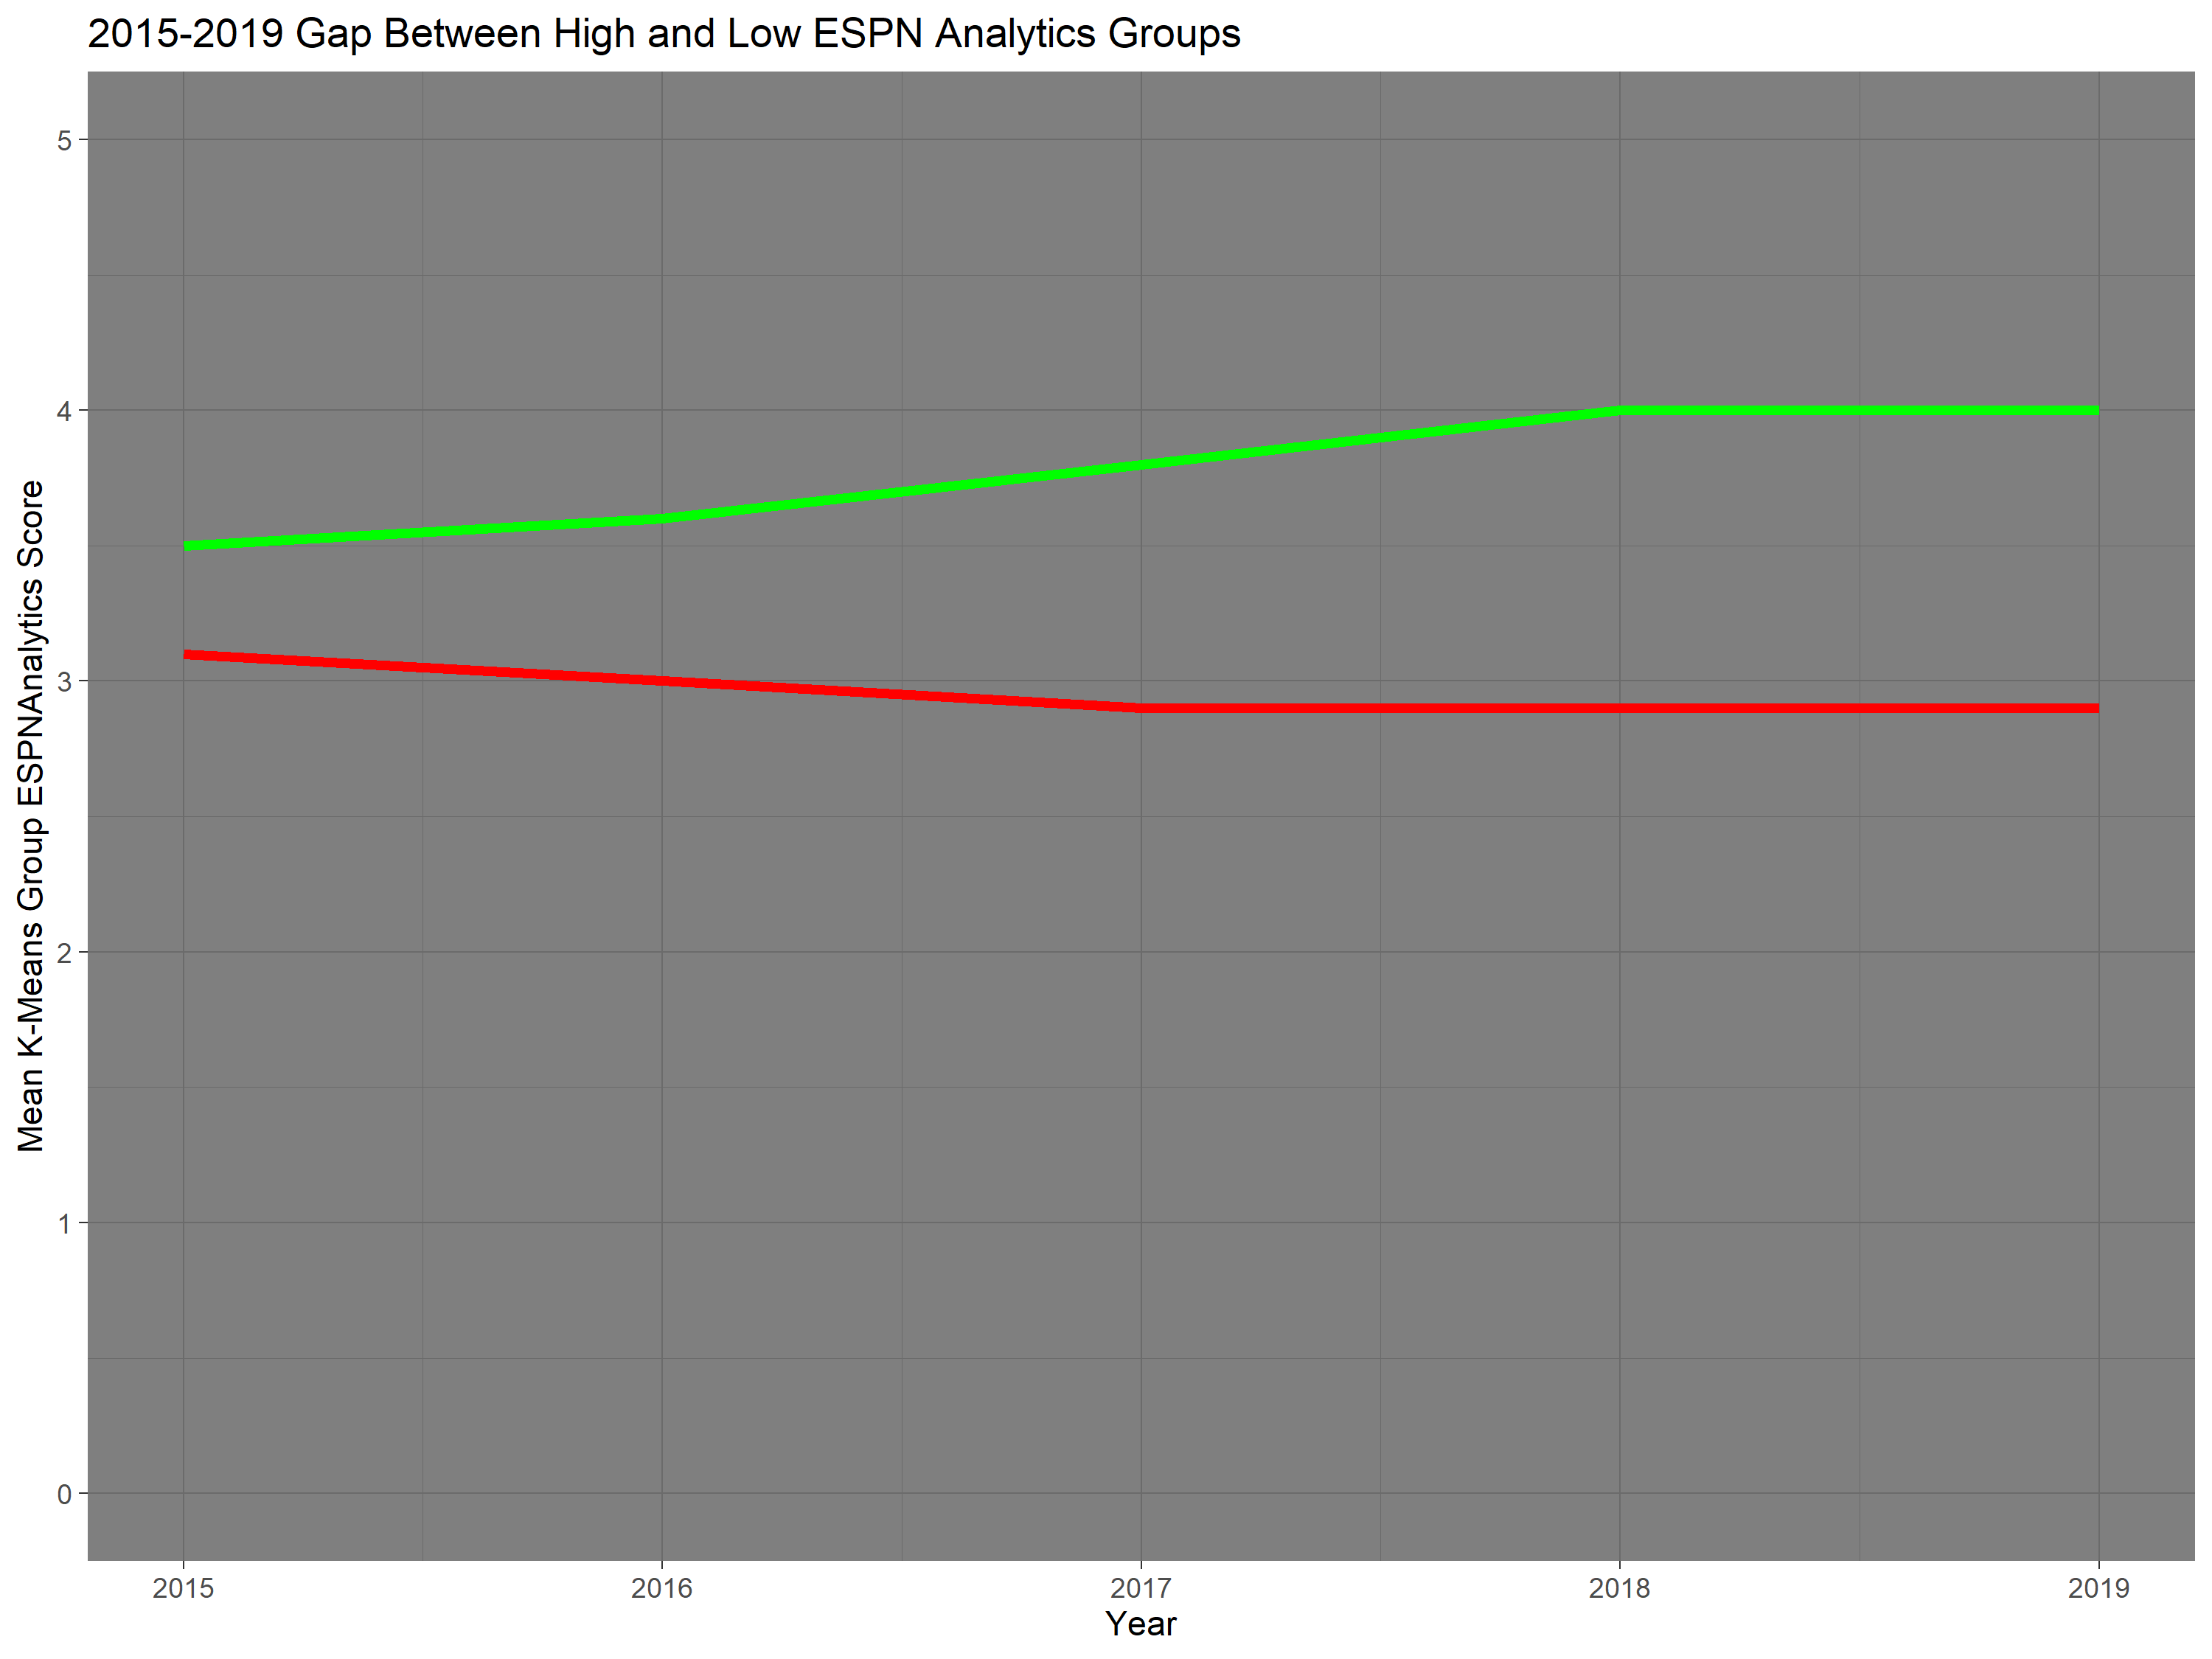 2015-2019 Gap Between High and Low ESPN Analytics Groups
Mean K-Means Group ESPNAnalytics Score
5
4
3
2
1
0
2015 2016 2017 2018 2019
Year